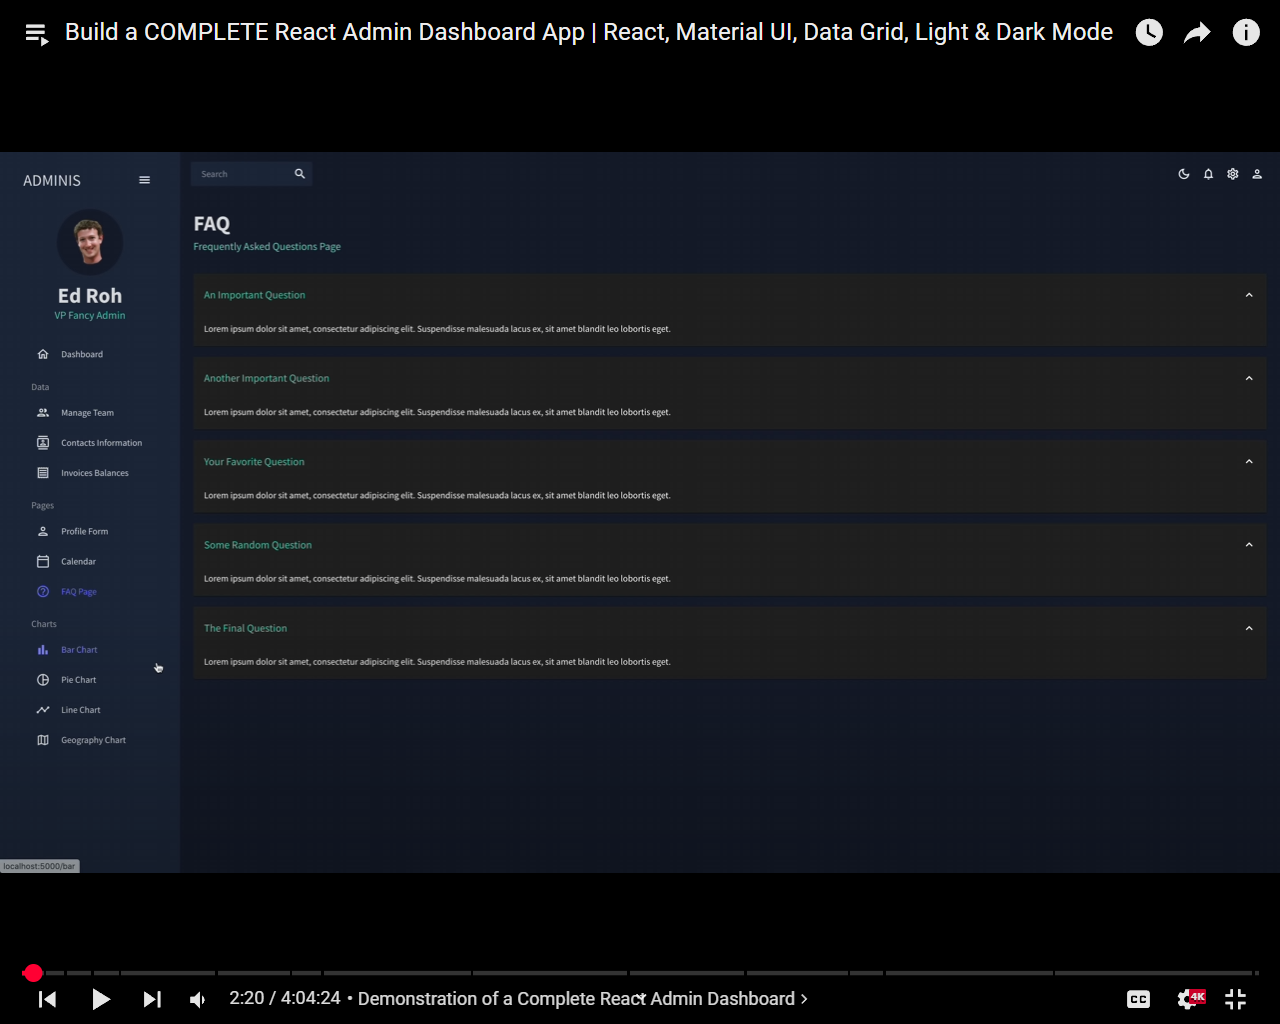 Build a COMPLETE React Admin Dashboard App | React, Material UI, Data Grid, Light & Dark Mode
ADMINIS
Search
Ed Roh
VP Fancy Admin
Dashboard
Data
Manage Team
Contacts Information
Invoices Balances
Pages
Profile Form
Calendar
FAQ Page
Charts
Bar Chart
Pie Chart
Line Chart
Geography Chart
FAQ
Frequently Asked Questions Page
An Important Question
Lorem ipsum dolor sit amet, consectetur adipiscing elit. Suspendisse malesuada lacus ex, sit amet blandit leo lobortis eget.
Another Important Question
Lorem ipsum dolor sit amet, consectetur adipiscing elit. Suspendisse malesuada lacus ex, sit amet blandit leo lobortis eget.
Your Favorite Question
Lorem ipsum dolor sit amet, consectetur adipiscing elit. Suspendisse malesuada lacus ex, sit amet blandit leo lobortis eget.
Some Random Question
Lorem ipsum dolor sit amet, consectetur adipiscing elit. Suspendisse malesuada lacus ex, sit amet blandit leo lobortis eget.
The Final Question
Lorem ipsum dolor sit amet, consectetur adipiscing elit. Suspendisse malesuada lacus ex, sit amet blandit leo lobortis eget.
localhost:5000/bar
2:20 / 4:04:24 • Demonstration of a Complete React Admin Dashboard
CC
4K